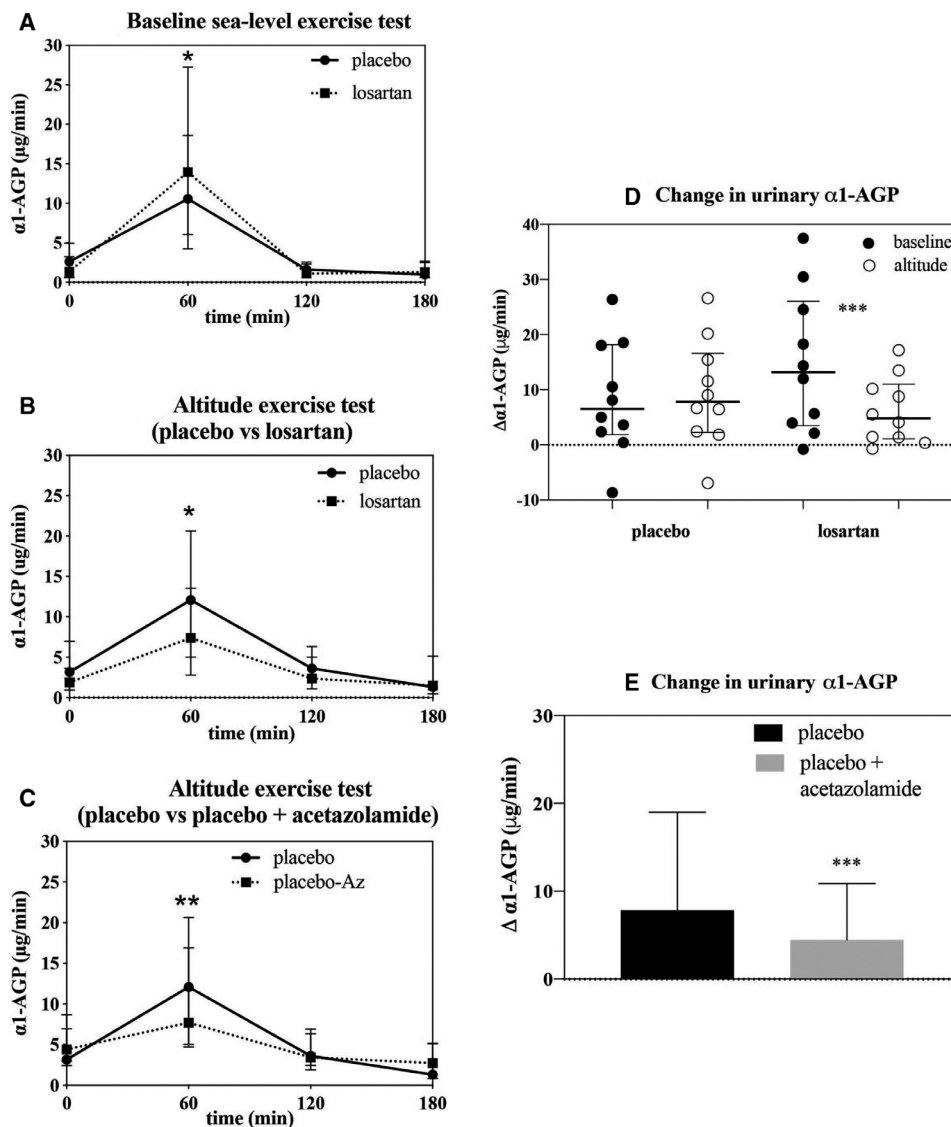 A
Baseline sea-level exercise test
30
25
20
15
10
5
0
α1-AGP (μg/min)
*
placebo
losartan
0
60
120
180
time (min)
B
Altitude exercise test
(placebo vs losartan)
30
25
20
15
10
5
0
α1-AGP (ug/min)
*
placebo
losartan
0
60
120
180
time (min)
C
Altitude exercise test
(placebo vs placebo + acetazolamide)
30
25
20
15
10
5
0
α1-AGP (μg/min)
**
placebo
placebo-Az
0
60
120
180
time (min)
D
Change in urinary α1-AGP
40
30
20
10
0
-10
Δα1-AGP (μg/min)
baseline
altitude
***
placebo
losartan
E
Change in urinary α1-AGP
30
20
10
0
Δ α1-AGP (μg/min)
placebo
placebo +
acetazolamide
***